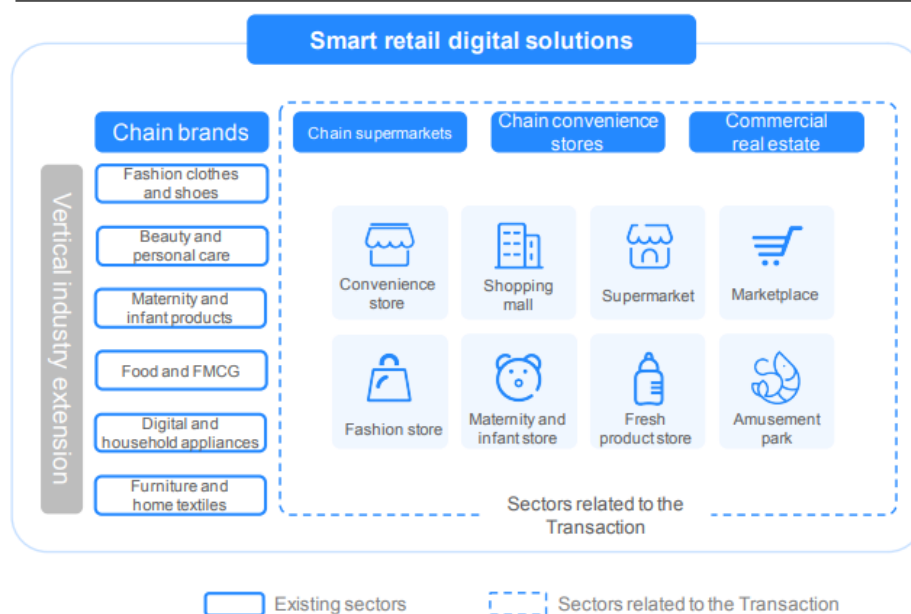 Smart retail digital solutions
Chain brands
Chain supermarkets
Chain convenience
stores
Commercial
real estate
Vertical industry extension
Fashion clothes
and shoes
Beauty and
personal care
Maternity and
infant products
Food and FMCG
Digital and
household appliances
Furniture and
home textiles
Convenience
store
Shopping
mall
Supermarket
Marketplace
Fashion store
Maternity and
infant store
Fresh
product store
Amusement
park
Sectors related to the
Transaction
Existing sectors
Sectors related to the Transaction